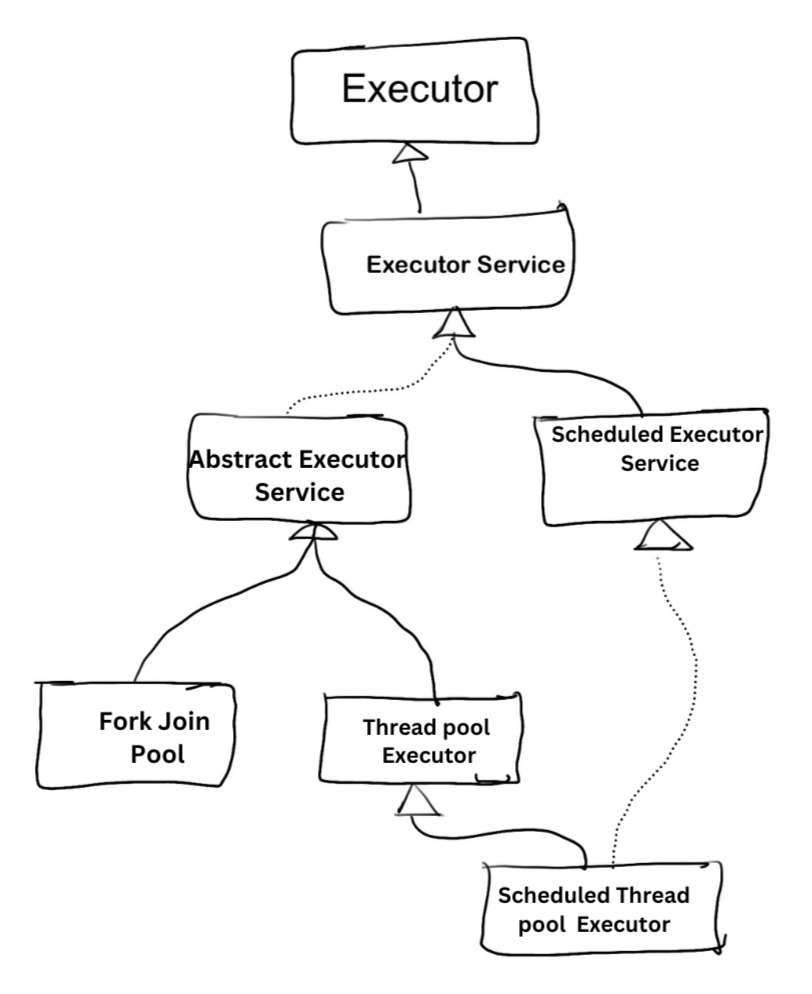 Executor
Executor Service
Abstract Executor
Service
Scheduled Executor
Service
Fork Join
Pool
Thread pool
Executor
Scheduled Thread
pool Executor